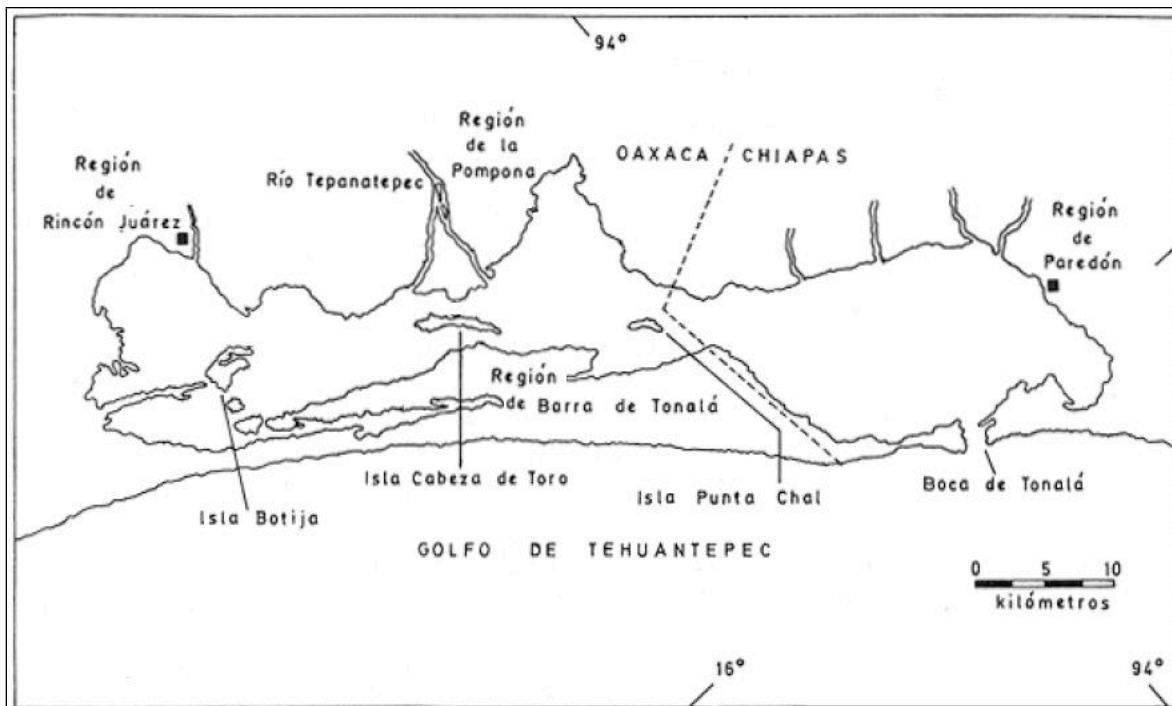 94°
Región
de la
Pompona
Región
de
Rincón Juárez
Río Tepanatepec
OAXACA CHIAPAS
Región
de
Paredón
Región
de Barra de Tonalá
Isla Cabeza de Toro
Isla Punta Chal
Boca de Tonalá
Isla Botija
GOLFO DE TEHUANTEPEC
0 5 10
kilómetros
16°
94°